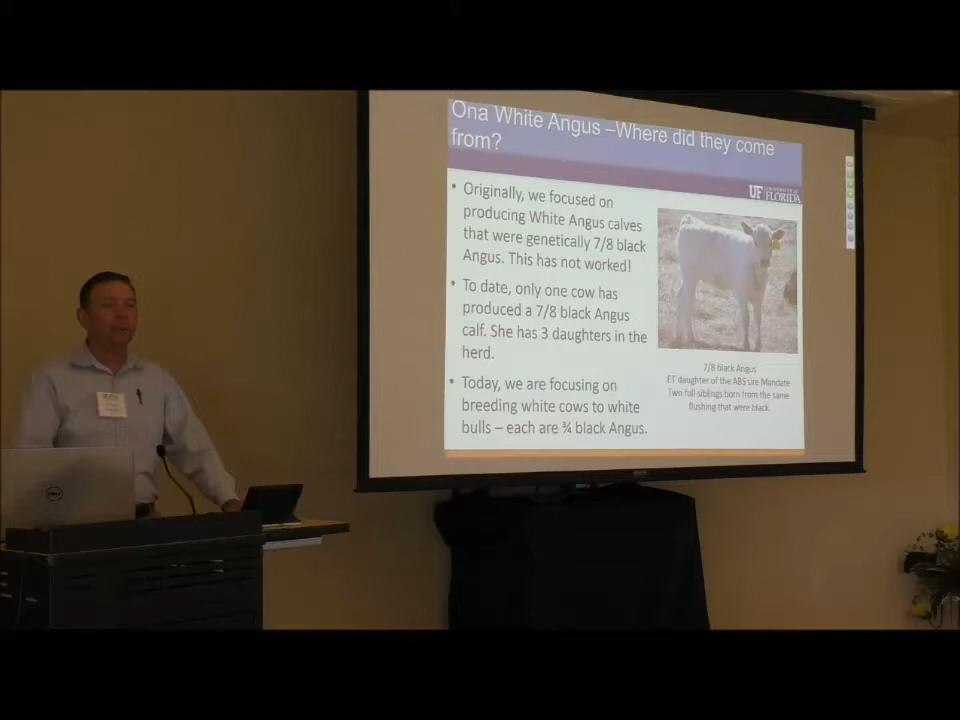 Ona White Angus –Where did they come
from?
UF UNIVERSITY of
FLORIDA
• Originally, we focused on
producing White Angus calves
that were genetically 7/8 black
Angus. This has not worked!
• To date, only one cow has
produced a 7/8 black Angus
calf. She has 3 daughters in the
herd.
• Today, we are focusing on
breeding white cows to white
bulls – each are ¾ black Angus.
7/8 black Angus
ET daughter of the ABS sire Mandate
Two full siblings born from the same
flushing that were black.
DELL